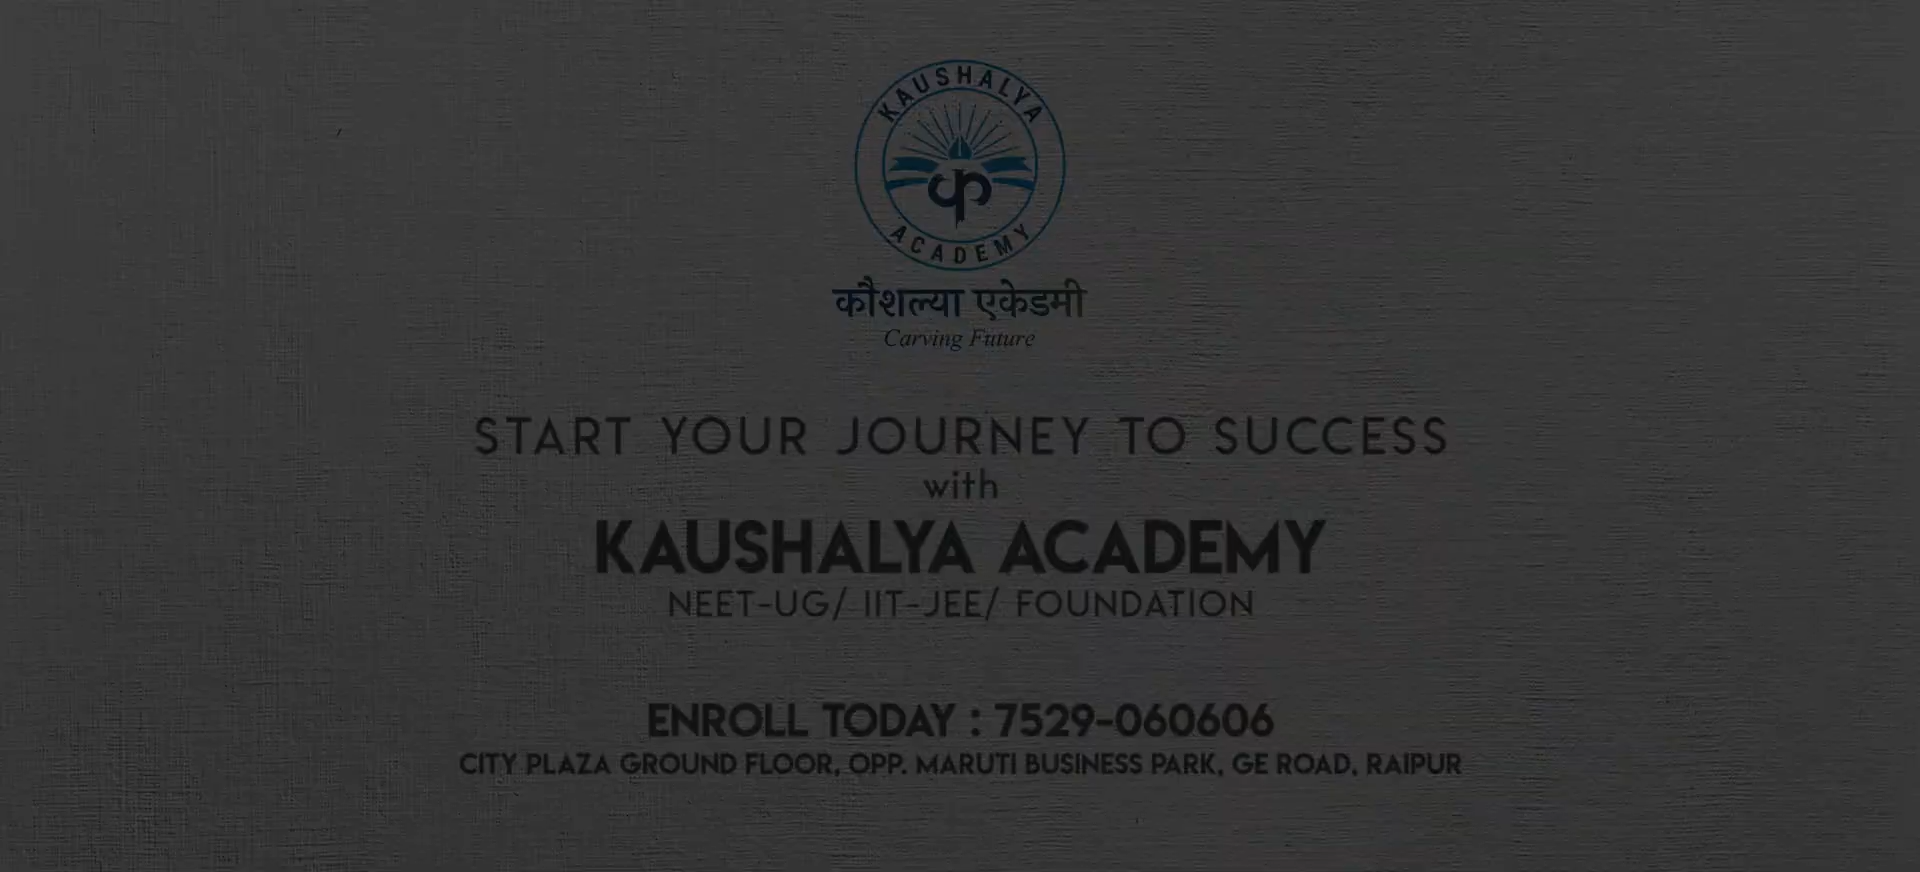 KAUSHALYA
क
ACADEMY
कौशल्या एकेडमी
Carving Future
START YOUR JOURNEY TO SUCCESS
with
KAUSHALYA ACADEMY
NEET-UG/ IIT-JEE/ FOUNDATION
ENROLL TODAY : 7529-060606
CITY PLAZA GROUND FLOOR, OPP. MARUTI BUSINESS PARK, GE ROAD, RAIPUR